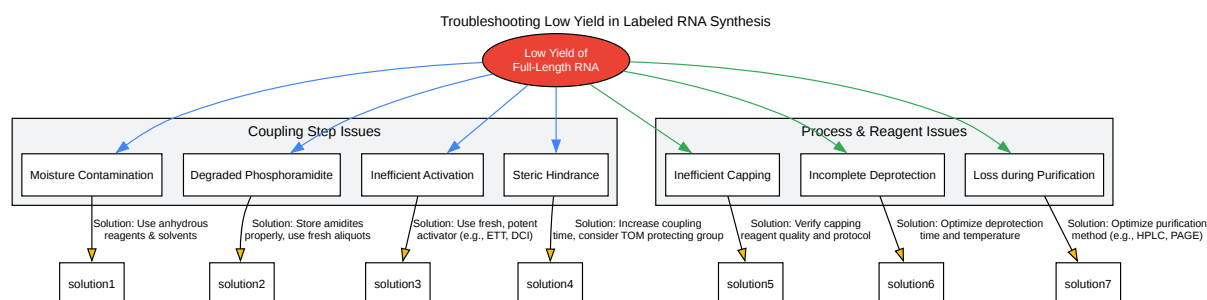 Troubleshooting Low Yield in Labeled RNA Synthesis
Low Yield of
Full-Length RNA
Coupling Step Issues
Process & Reagent Issues
Moisture Contamination
Degraded Phosphoramidite
Inefficient Activation
Steric Hindrance
Inefficient Capping
Incomplete Deprotection
Loss during Purification
Solution: Use anhydrous
reagents & solvents
Solution: Store amidites
properly, use fresh aliquots
Solution: Use fresh, potent
activator (e.g., ETT, DCI)
Solution: Increase coupling
time, consider TOM protecting group
Solution: Verify capping
reagent quality and protocol
Solution: Optimize deprotection
time and temperature
Solution: Optimize purification
method (e.g., HPLC, PAGE)
solution1
solution2
solution3
solution4
solution5
solution6
solution7